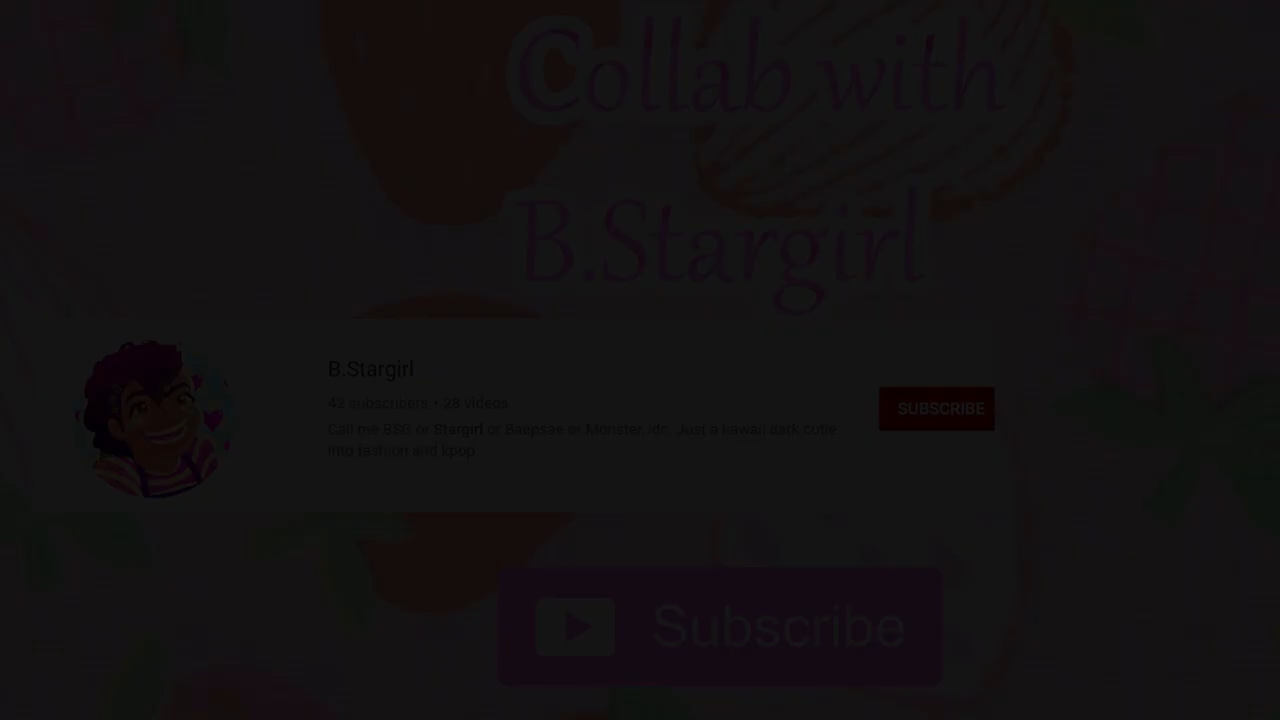 Collab with
B.Stargirl
B.Stargirl
42 subscribers • 28 videos
Call me BSG or Stargirl or Baepsae or Monster. idc. Just a kawaii dark cutie
into fashion and kpop
SUBSCRIBE
Subscribe